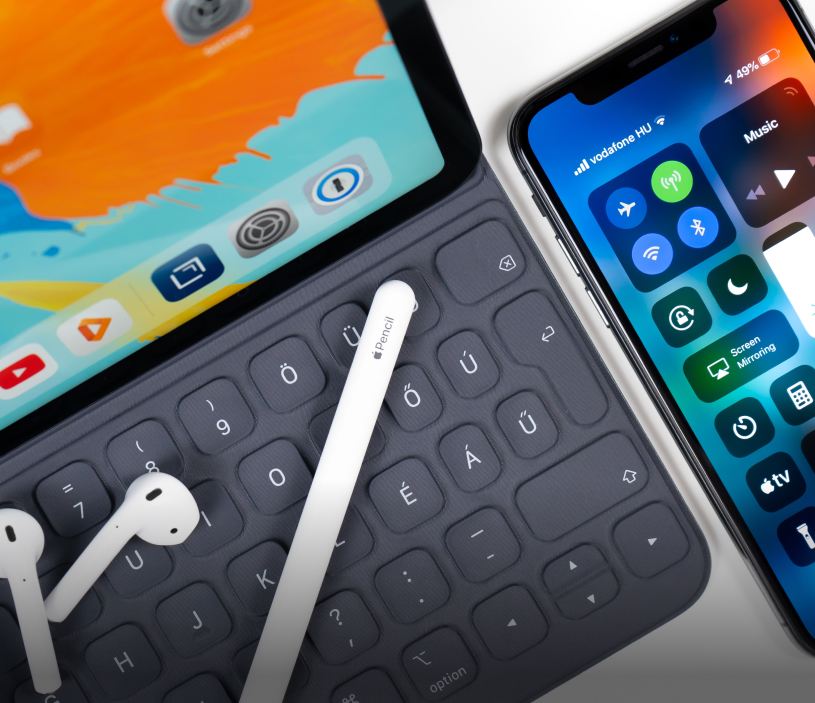 49%
vodafone HU
Music
Screen
Mirroring
tv
Pencil
Ü
Ö
)
9
(
8
=
7
Ú
Ő
O
I
U
Ű
Á
É
L
K
J
H
G
_
-
:
.
?
,
option
⌘